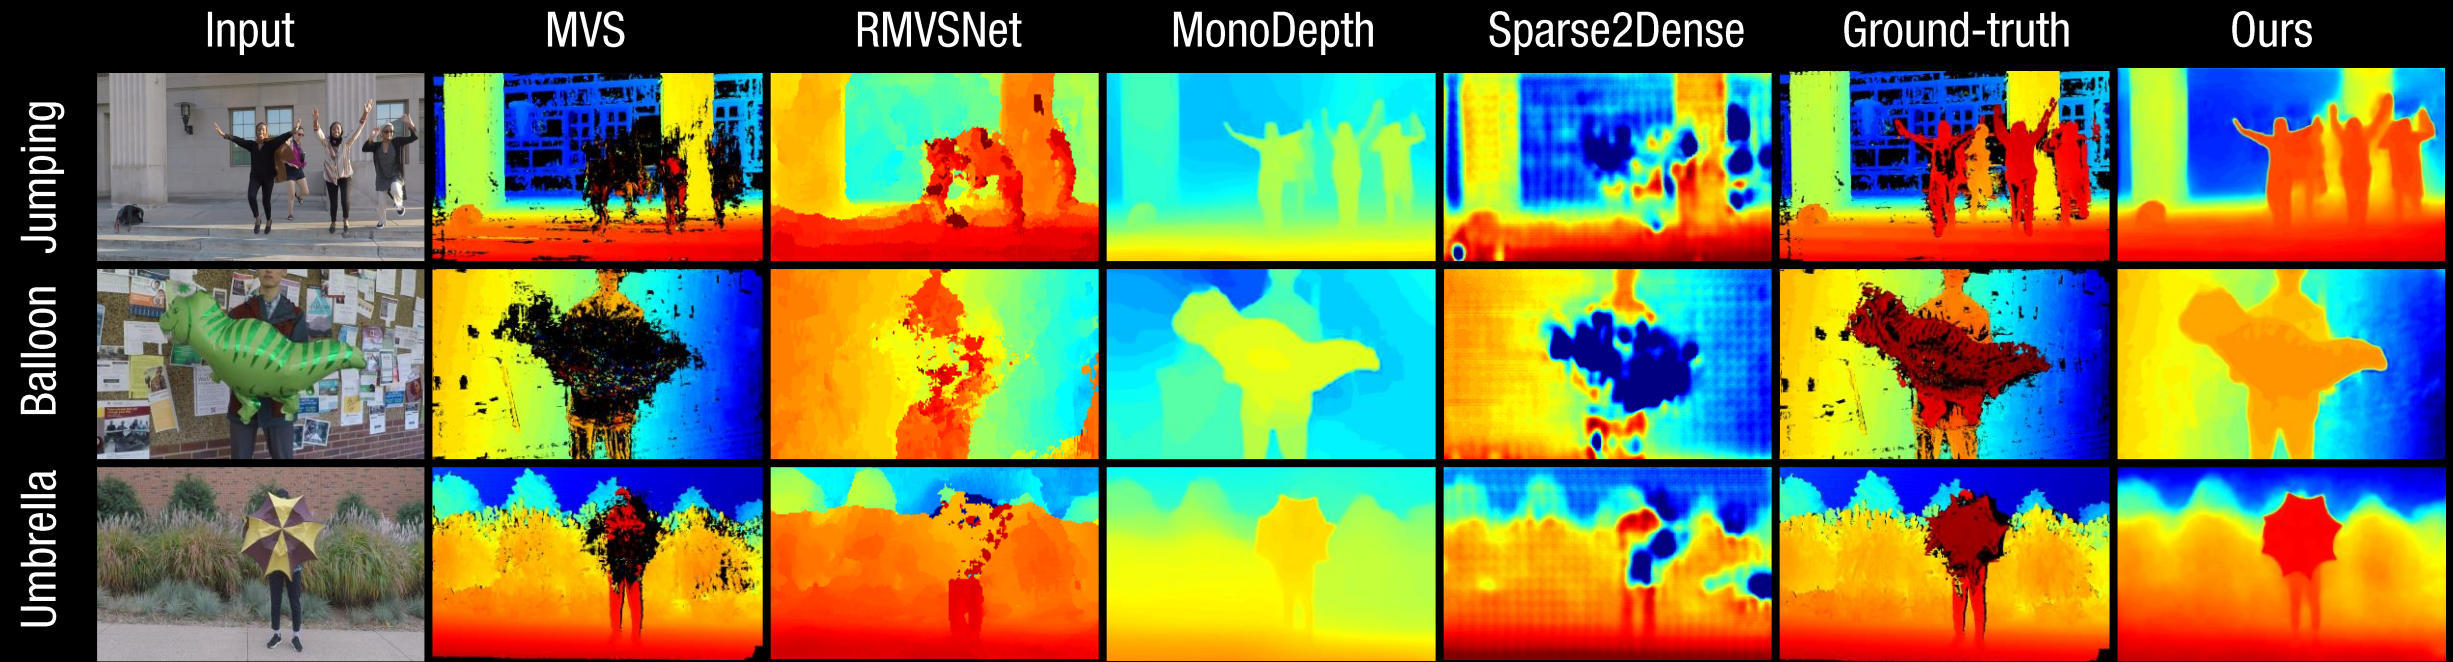 Input MVS RMVSNet MonoDepth Sparse2Dense Ground-truth Ours
Jumping
Balloon
Umbrella